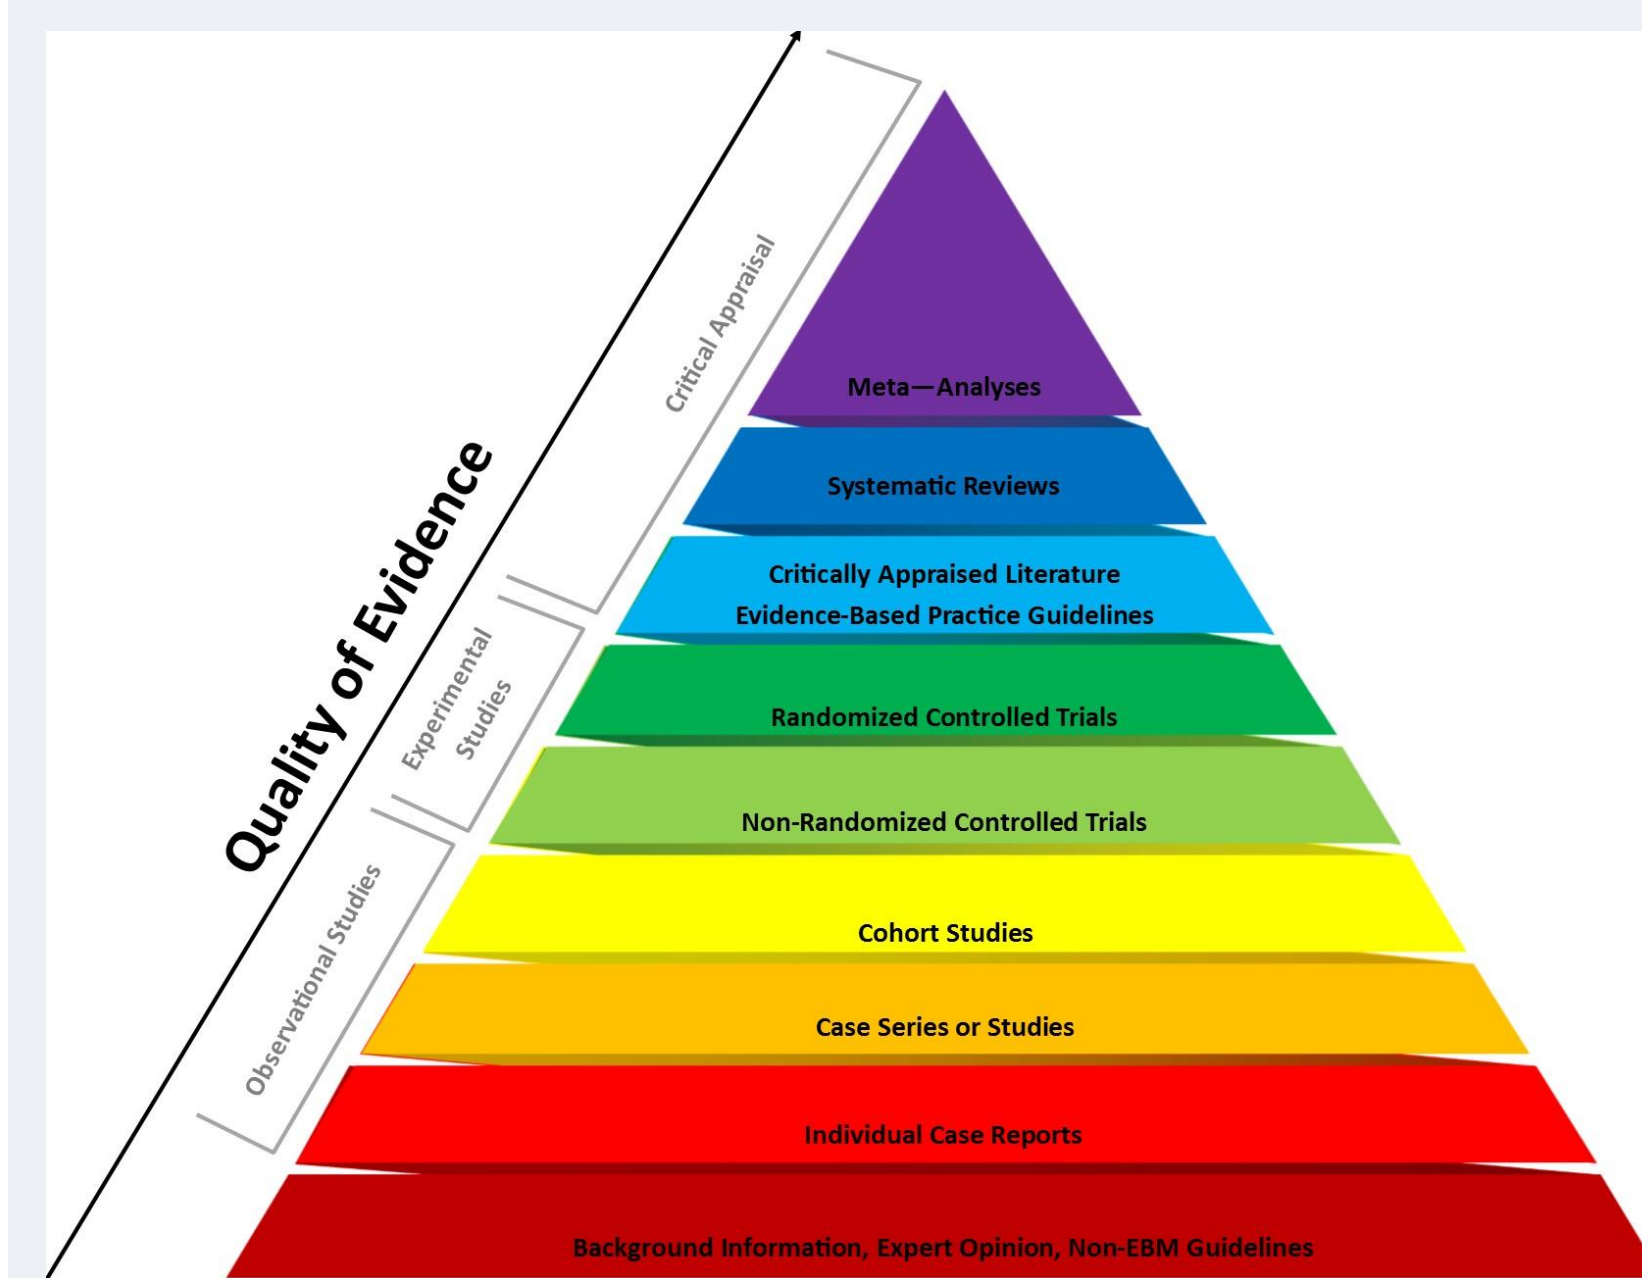 Quality of Evidence
Critical Appraisal
Experimental
Studies
Observational Studies
Meta—Analyses
Systematic Reviews
Critically Appraised Literature
Evidence-Based Practice Guidelines
Randomized Controlled Trials
Non-Randomized Controlled Trials
Cohort Studies
Case Series or Studies
Individual Case Reports
Background Information, Expert Opinion, Non-EBM Guidelines